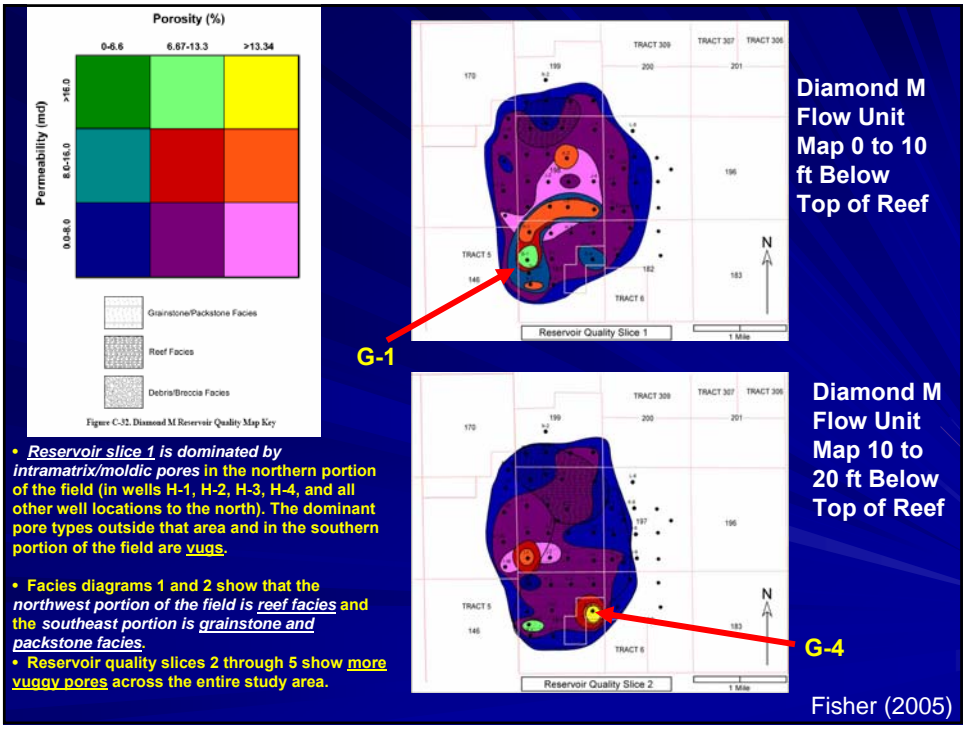 Porosity (%)
0-6.6 6.67-13.3 >13.34
Permeability (md)
>16.0
8.0-16.0
0.0-8.0
Grainstone/Packstone Facies
Reef Facies
Debris/Breccia Facies
Figure C-32. Diamond M Reservoir Quality Map Key
• Reservoir slice 1 is dominated by
intramatrix/moldic pores in the northern portion
of the field (in wells H-1, H-2, H-3, H-4, and all
other well locations to the north). The dominant
pore types outside that area and in the southern
portion of the field are vugs.
• Facies diagrams 1 and 2 show that the
northwest portion of the field is reef facies and
the southeast portion is grainstone and
packstone facies.
• Reservoir quality slices 2 through 5 show more
vuggy pores across the entire study area.
TRACT 309 TRACT 307 TRACT 306
170 199 200 201
198 196
TRACT 5
146 182 183
TRACT 6
N
Reservoir Quality Slice 1
1 Mile
G-1
Diamond M
Flow Unit
Map 0 to 10
ft Below
Top of Reef
TRACT 309 TRACT 307 TRACT 306
170 199 200 201
197 196
TRACT 5
146 183
TRACT 6
N
Reservoir Quality Slice 2
1 Mile
G-4
Diamond M
Flow Unit
Map 10 to
20 ft Below
Top of Reef
Fisher (2005)